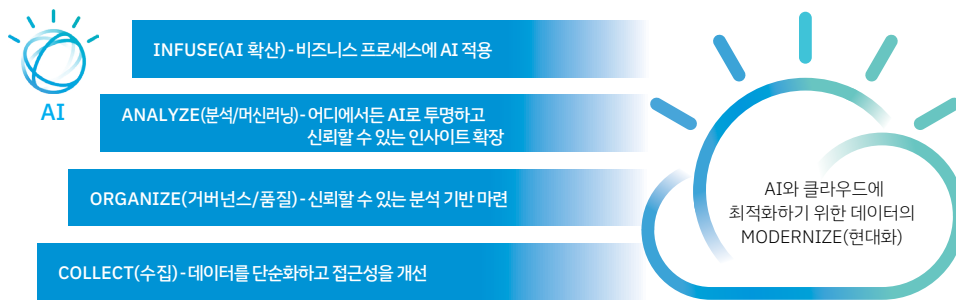 AI
INFUSE(AI 확산)-비즈니스 프로세스에 AI 적용
ANALYZE(분석/머신러닝)-어디에서든 AI로 투명하고
신뢰할 수 있는 인사이트 확장
ORGANIZE(거버넌스/품질)-신뢰할 수 있는 분석 기반 마련
COLLECT(수집)-데이터를 단순화하고 접근성을 개선
AI와 클라우드에
최적화하기 위한 데이터의
MODERNIZE(현대화)